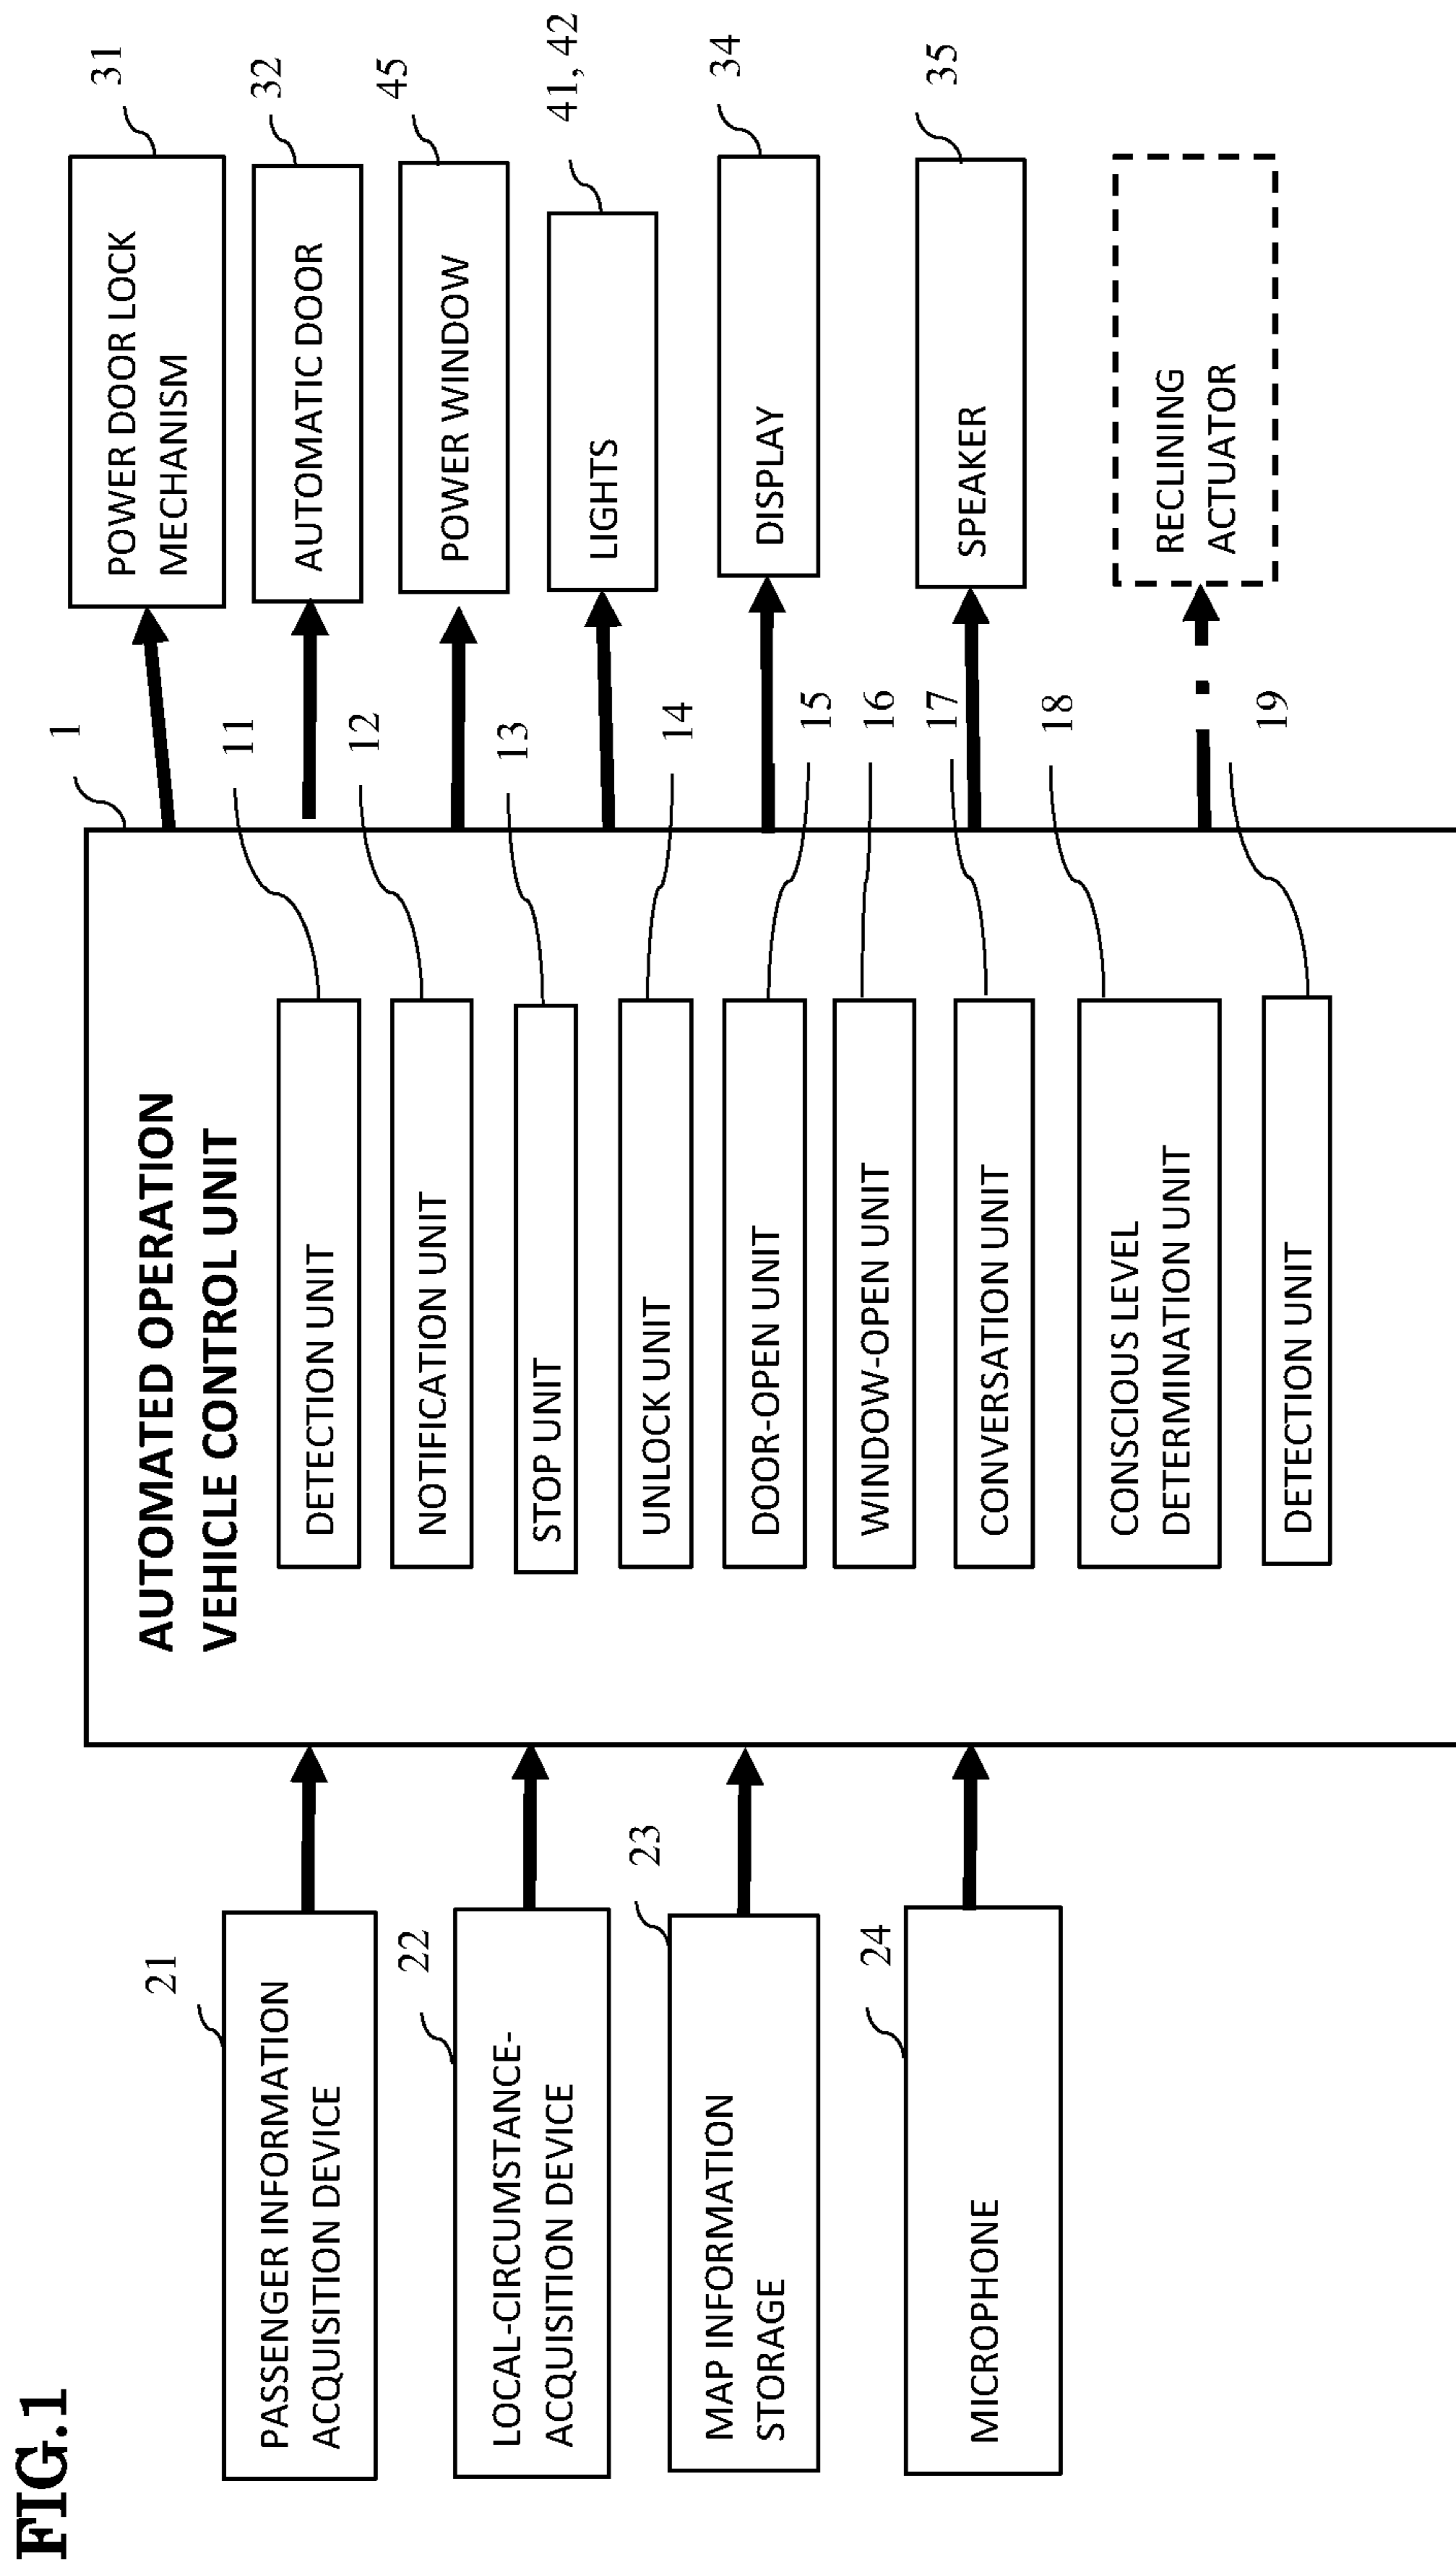 FIG.1
PASSENGER INFORMATION
ACQUISITION DEVICE
21
LOCAL-CIRCUMSTANCE-
ACQUISITION DEVICE
22
MAP INFORMATION
STORAGE
23
MICROPHONE
24
AUTOMATED OPERATION
VEHICLE CONTROL UNIT
1
DETECTION UNIT
11
NOTIFICATION UNIT
12
STOP UNIT
13
UNLOCK UNIT
14
DOOR-OPEN UNIT
15
WINDOW-OPEN UNIT
16
CONVERSATION UNIT
17
CONSCIOUS LEVEL
DETERMINATION UNIT
18
DETECTION UNIT
19
POWER DOOR LOCK
MECHANISM
31
AUTOMATIC DOOR
32
POWER WINDOW
45
LIGHTS
41, 42
DISPLAY
34
SPEAKER
35
RECLINING
ACTUATOR